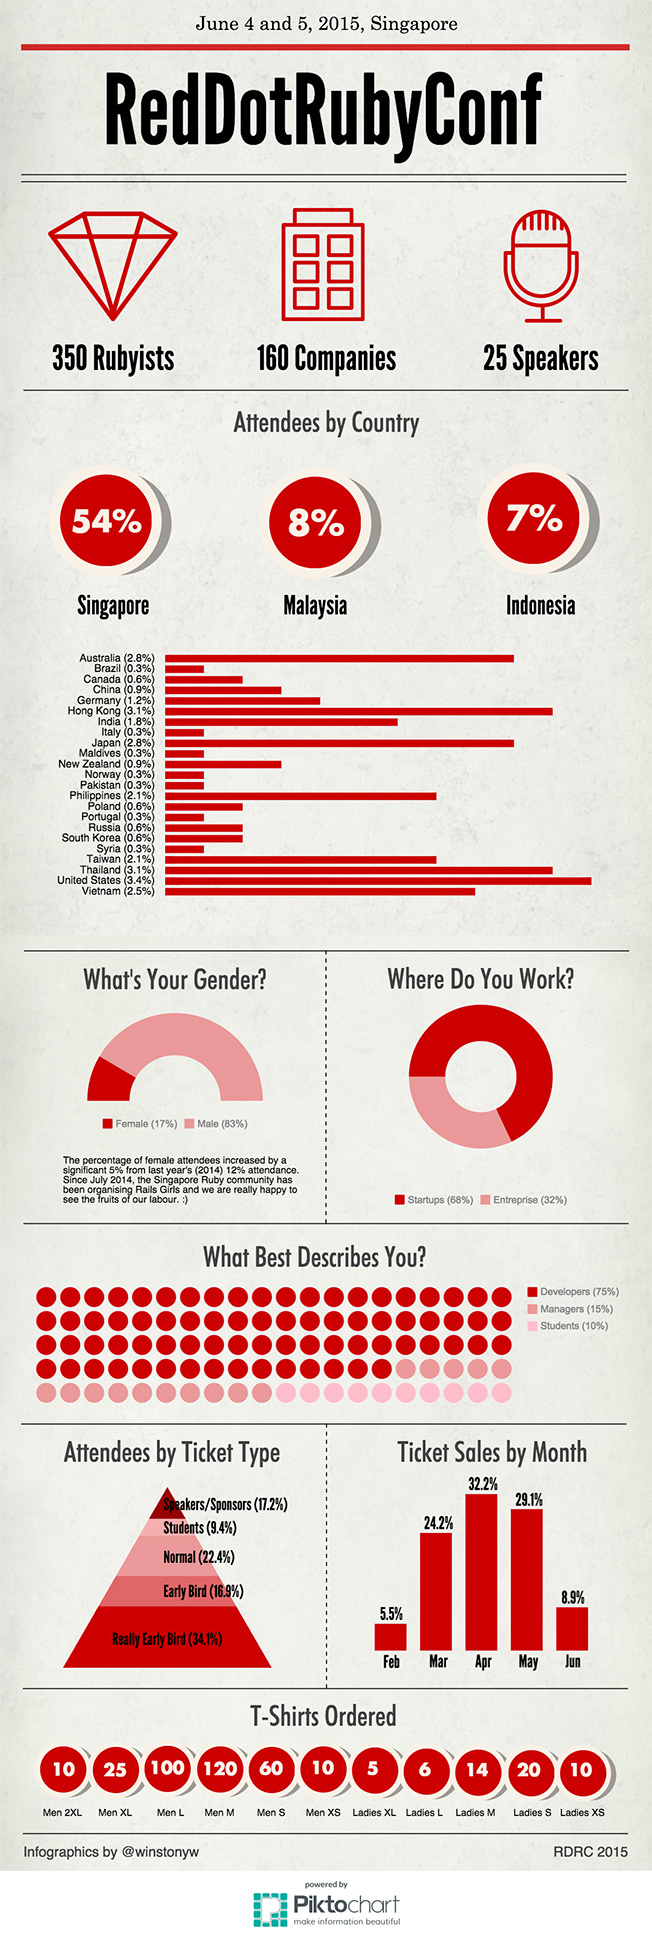 June 4 and 5, 2015, Singapore
RedDotRubyConf
350 Rubyists
160 Companies
25 Speakers
Attendees by Country
54%
8%
7%
Singapore
Malaysia
Indonesia
Australia (2.8%)
Brazil (0.3%)
Canada (0.6%)
China (0.9%)
Germany (1.2%)
Hong Kong (3.1%)
India (1.8%)
Italy (0.3%)
Japan (2.8%)
Maldives (0.3%)
New Zealand (0.9%)
Norway (0.3%)
Pakistan (0.3%)
Philippines (2.1%)
Poland (0.6%)
Portugal (0.3%)
Russia (0.6%)
South Korea (0.6%)
Syria (0.3%)
Taiwan (2.1%)
Thailand (3.1%)
United States (3.4%)
Vietnam (2.5%)
What's Your Gender?
Female (17%)
Male (83%)
The percentage of female attendees increased by a
significant 5% from last year's (2014) 12% attendance.
Since July 2014, the Singapore Ruby community has
been organising Rails Girls and we are really happy to
see the fruits of our labour. :)
Where Do You Work?
Startups (68%)
Entreprise (32%)
What Best Describes You?
Developers (75%)
Managers (15%)
Students (10%)
Attendees by Ticket Type
Speakers/Sponsors (17.2%)
Students (9.4%)
Normal (22.4%)
Early Bird (16.9%)
Really Early Bird (34.1%)
Ticket Sales by Month
5.5%
24.2%
32.2%
29.1%
8.9%
Feb
Mar
Apr
May
Jun
T-Shirts Ordered
10
25
100
120
60
10
5
6
14
20
10
Men 2XL
Men XL
Men L
Men M
Men S
Men XS
Ladies XL
Ladies L
Ladies M
Ladies S
Ladies XS
Infographics by @winstonyw
RDRC 2015
powered by
Piktochart
make information beautiful